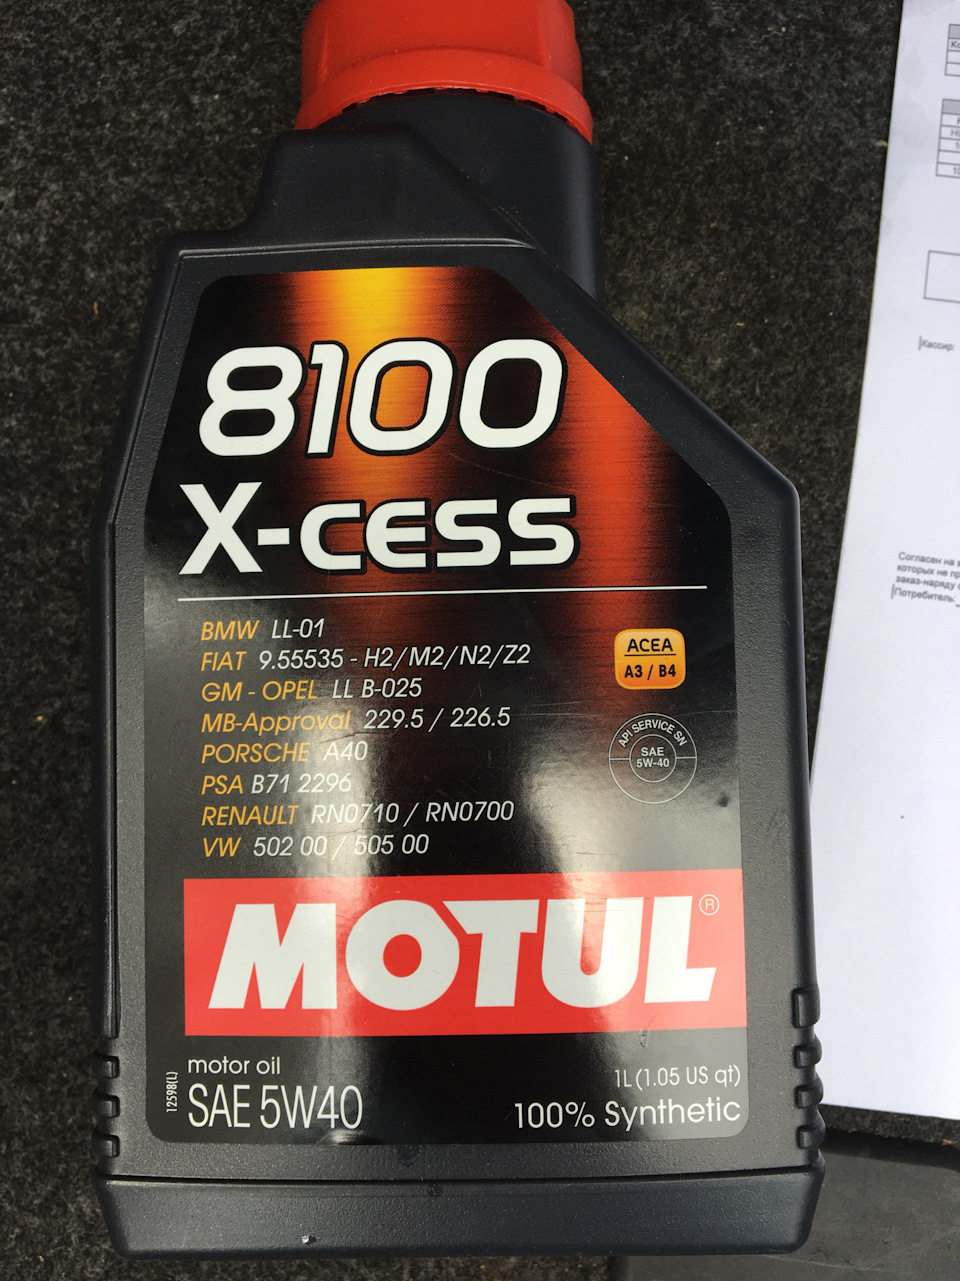 8100
X-CESS
BMW LL-01
FIAT 9.55535 - H2/M2/N2/Z2
GM - OPEL LL B-025
MB-Approval 229.5 / 226.5
PORSCHE A40
PSA B71 2296
RENAULT RN0710 / RN0700
VW 502 00 / 505 00
ACEA
A3 / B4
API SERVICE SN
SAE
5W-40
MOTUL®
motor oil
SAE 5W40
12598(L)
1L (1.05 US qt)
100% Synthetic
Кассир:
Согласен на
которых не
заказ-наряду
Потребитель: